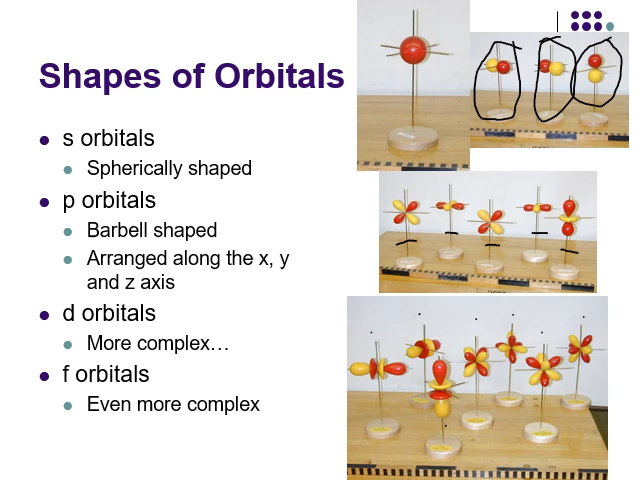 Shapes of Orbitals
s orbitals
Spherically shaped
p orbitals
Barbell shaped
Arranged along the x, y
and z axis
d orbitals
More complex…
f orbitals
Even more complex